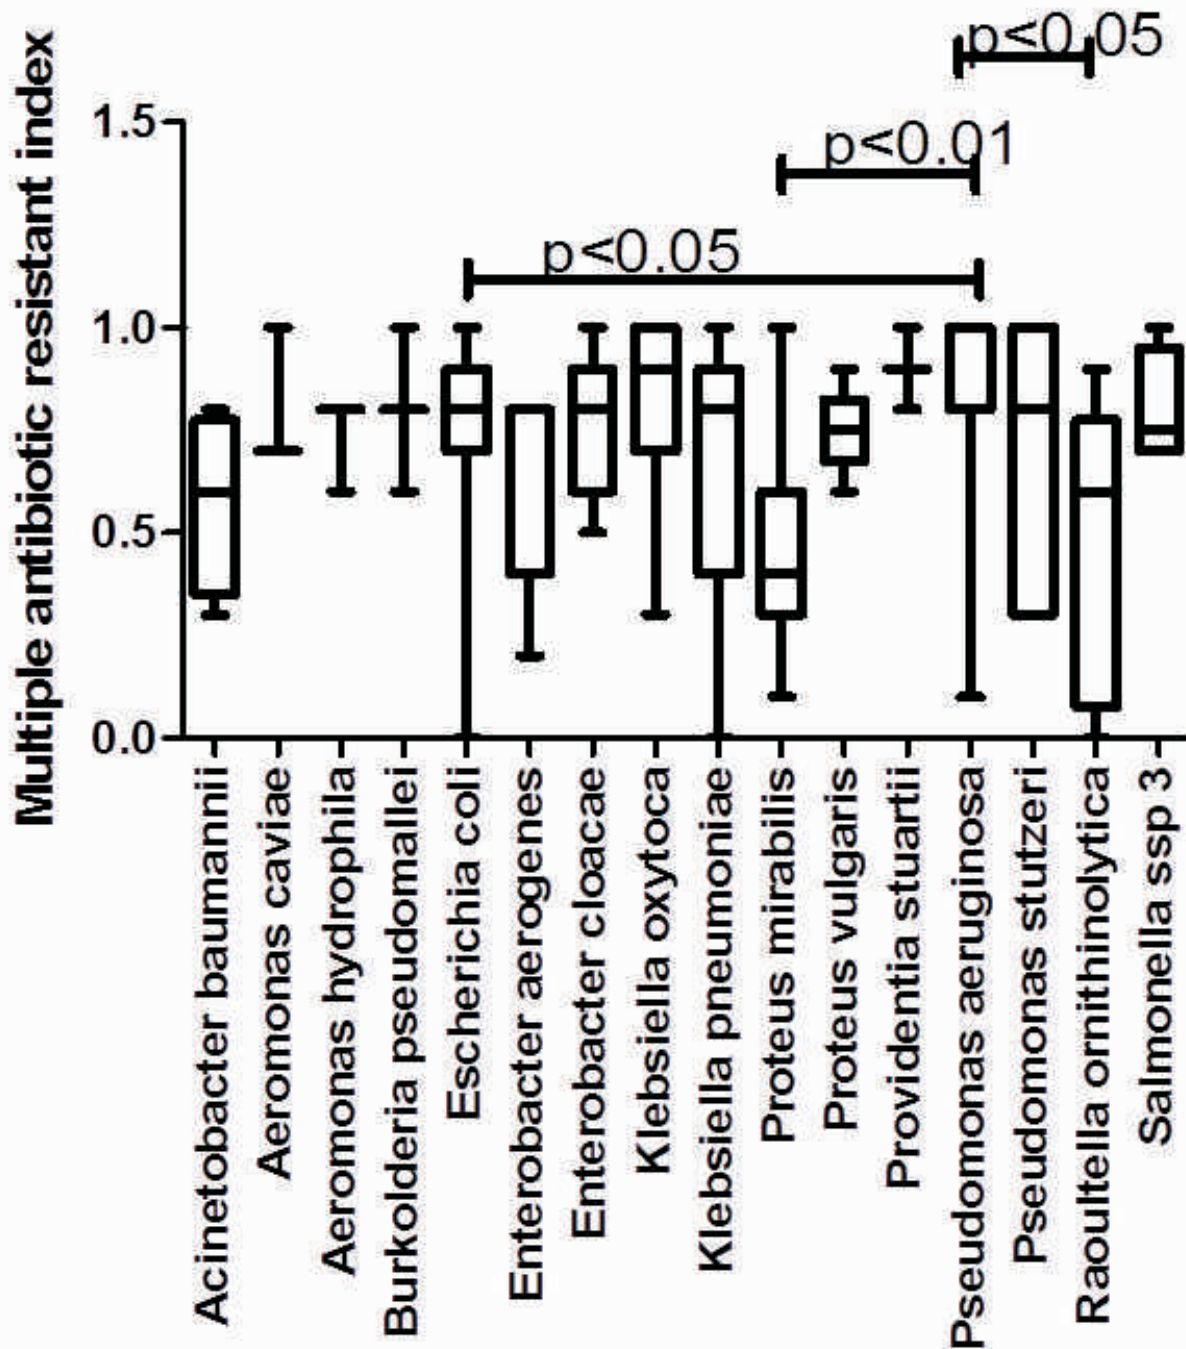 p<0.05
p<0.01
p<0.05
Multiple antibiotic resistant index
1.5
1.0
0.5
0.0
Acinetobacter baumannii
Aeromonas caviae
Aeromonas hydrophila
Burkolderia pseudomallei
Escherichia coli
Enterobacter aerogenes
Enterobacter cloacae
Klebsiella oxytoca
Klebsiella pneumoniae
Proteus mirabilis
Proteus vulgaris
Providentia stuartii
Pseudomonas aeruginosa
Pseudomonas stutzeri
Raoultella ornithinolytica
Salmonella ssp 3